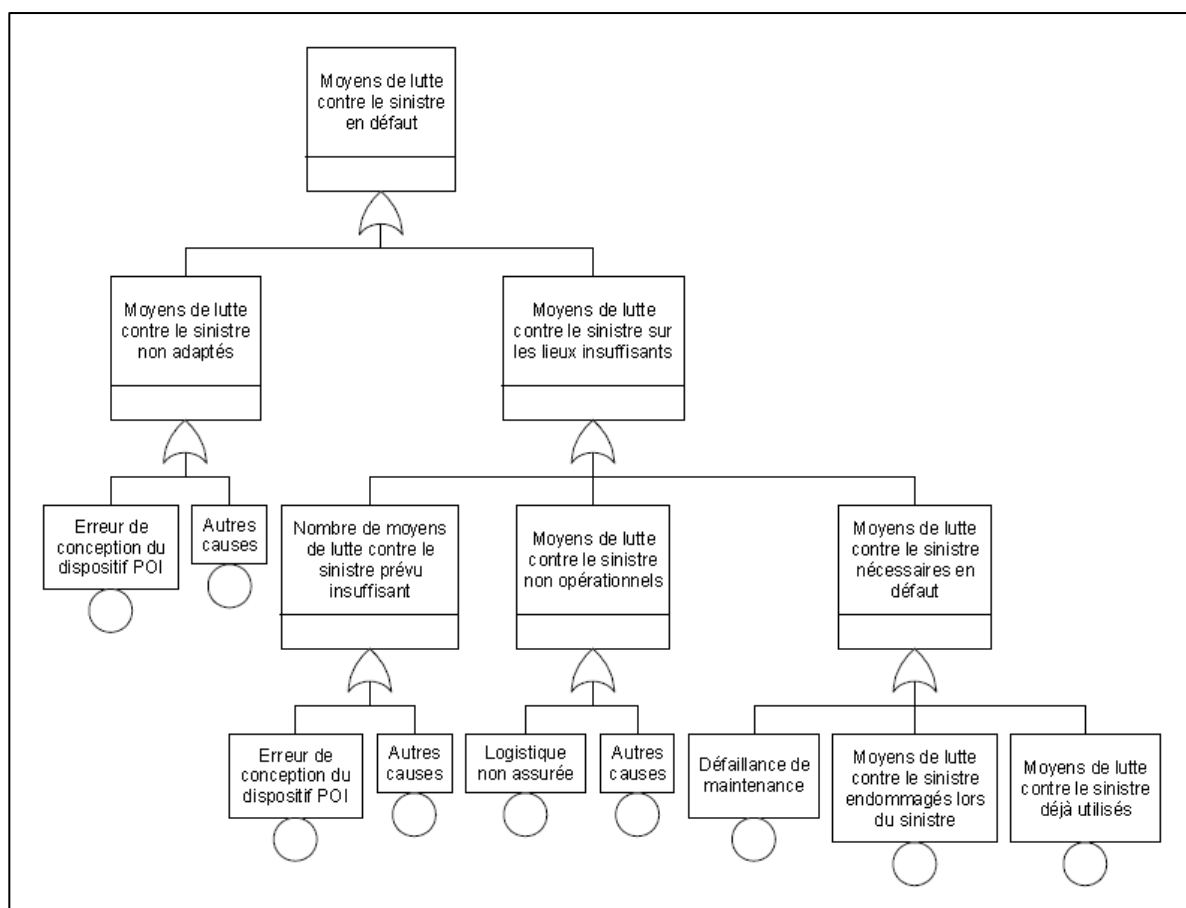 Moyens de lutte
contre le sinistre
en défaut
Moyens de lutte
contre le sinistre
non adaptés
Moyens de lutte
contre le sinistre sur
les lieux insuffisants
Erreur de
conception du
dispositif POI
Autres
causes
Nombre de moyens
de lutte contre le
sinistre prévu
insuffisant
Moyens de lutte
contre le sinistre
non opérationnels
Moyens de lutte
contre le sinistre
nécessaires en
défaut
Erreur de
conception du
dispositif POI
Autres
causes
Logistique
non assurée
Autres
causes
Défaillance de
maintenance
Moyens de lutte
contre le sinistre
endommagés lors
du sinistre
Moyens de lutte
contre le sinistre
déjà utilisés